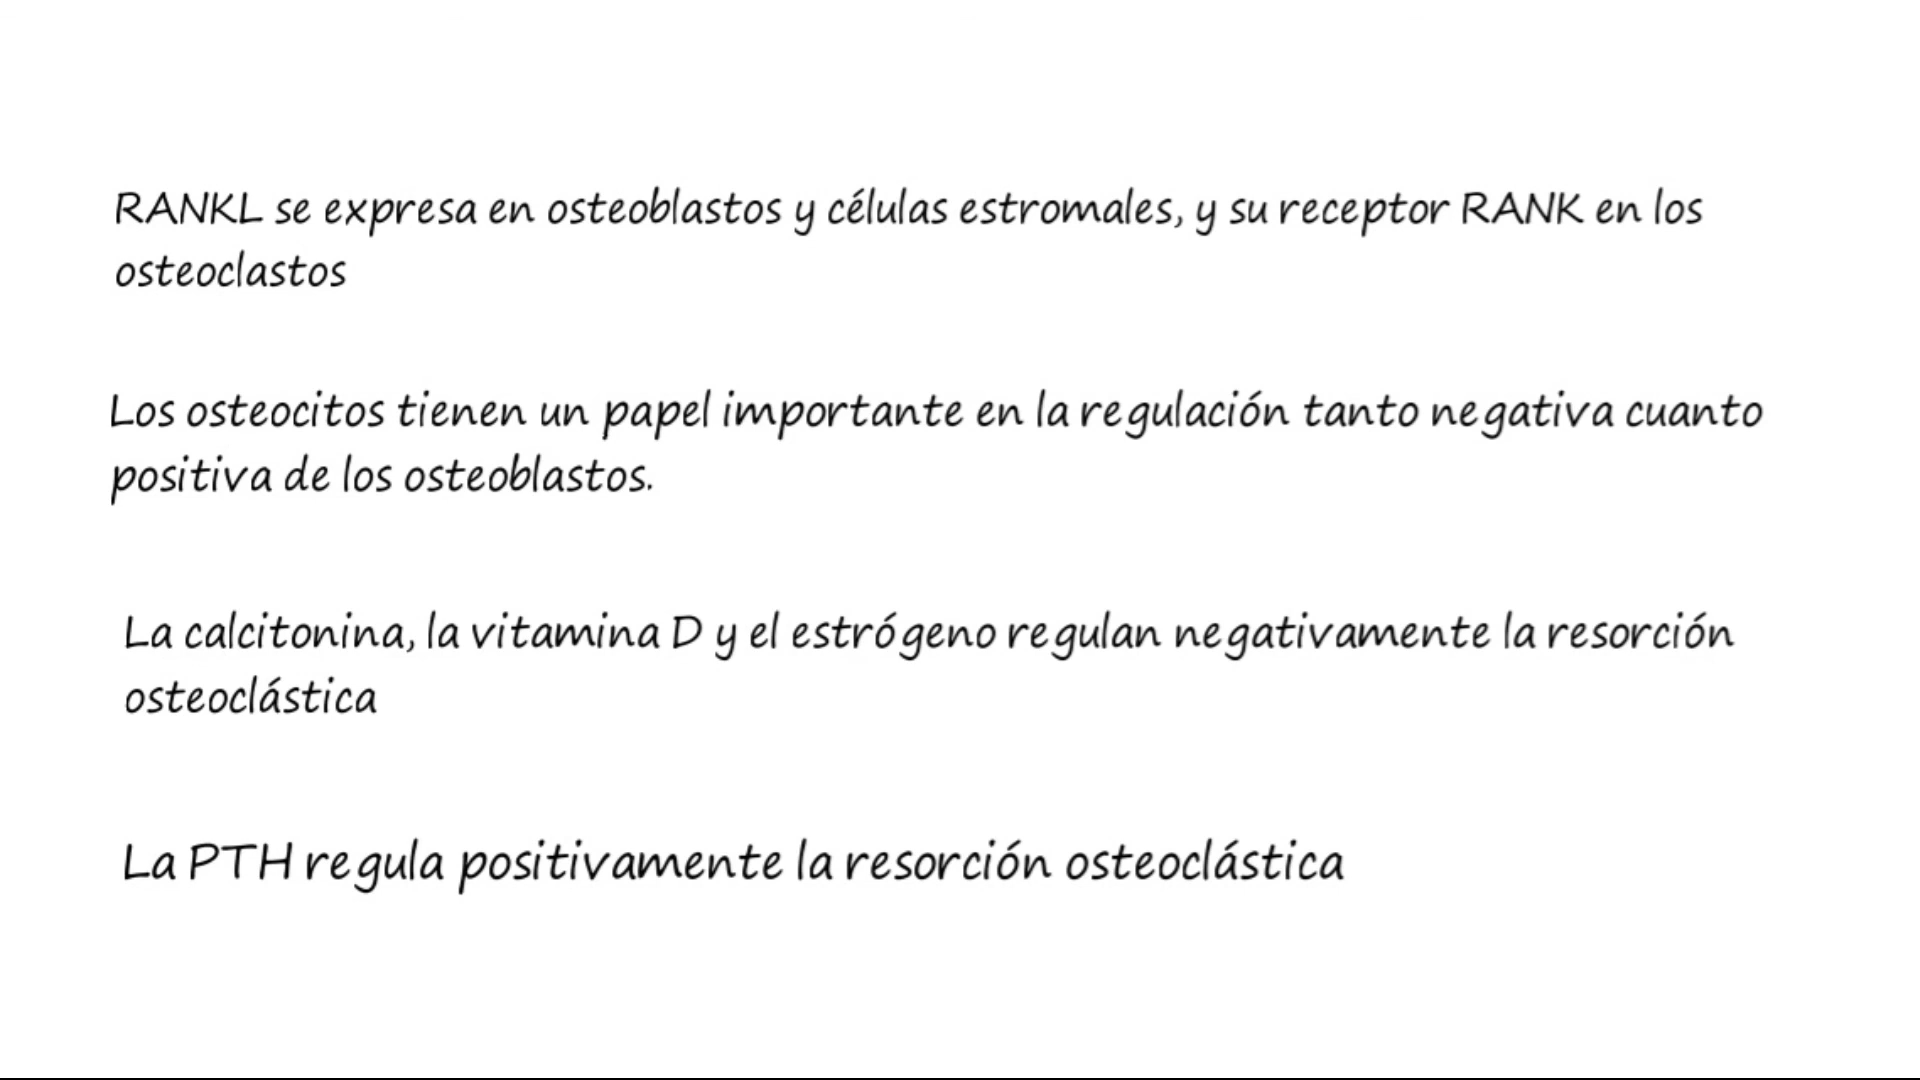 RANKL se expresa en osteoblastos y células estromales, y su receptor RANK en los
osteoclastos
Los osteocitos tienen un papel importante en la regulación tanto negativa cuanto
positiva de los osteoblastos.
La calcitonina, la vitamina D y el estrógeno regulan negativamente la resorción
osteoclástica
La PTH regula positivamente la resorción osteoclástica